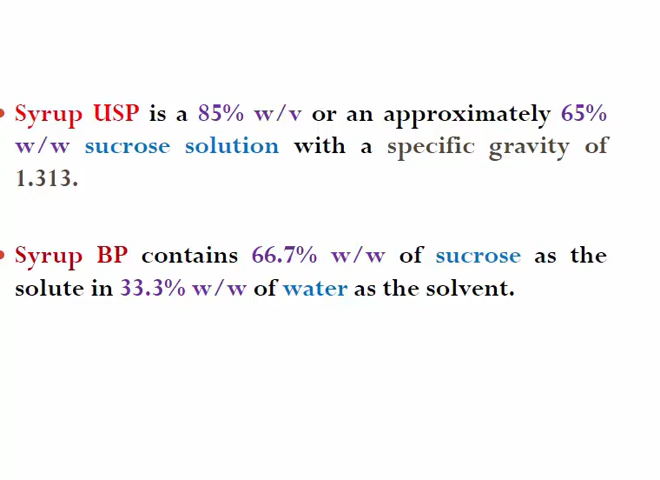 • Syrup USP is a 85% w/v or an approximately 65%
w/w sucrose solution with a specific gravity of
1.313.
• Syrup BP contains 66.7% w/w of sucrose as the
solute in 33.3% w/w of water as the solvent.